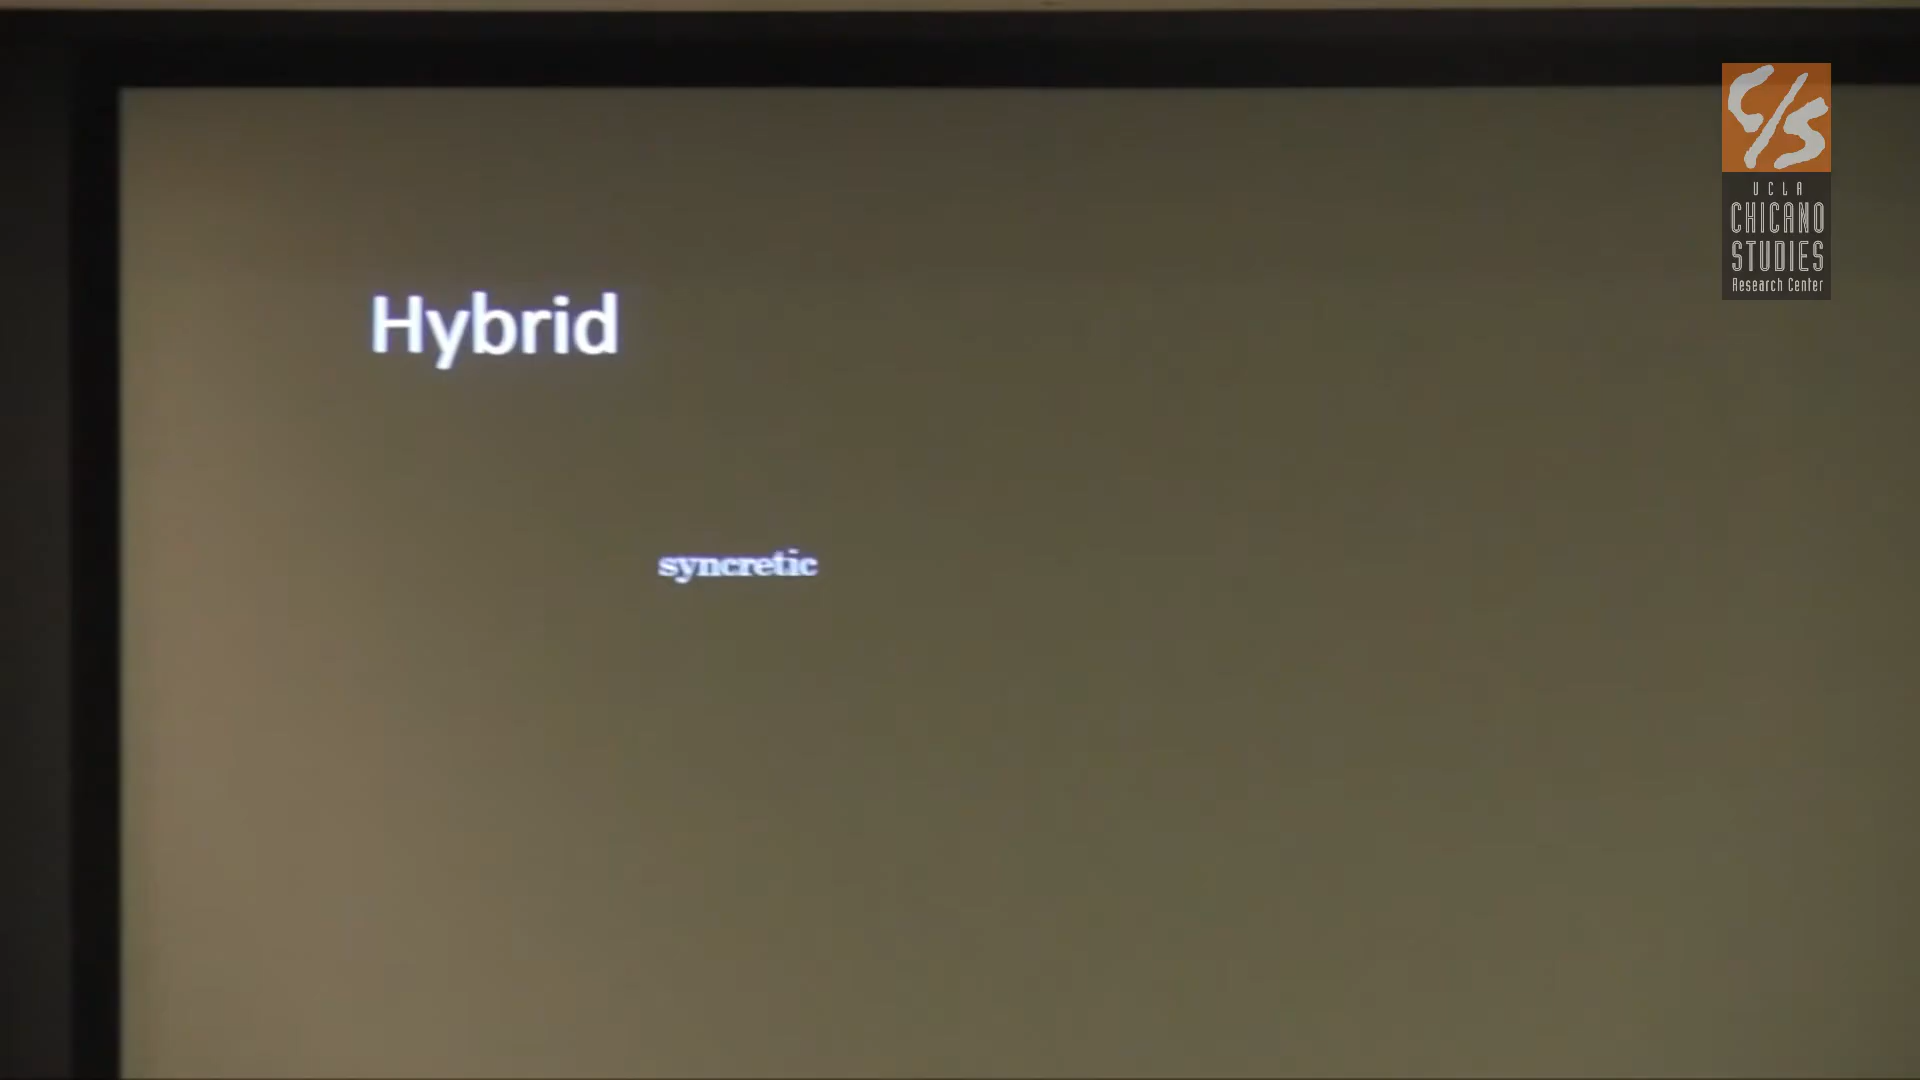 Hybrid
syncretic
C/S
UCLA
CHICANO
STUDIES
Research Center